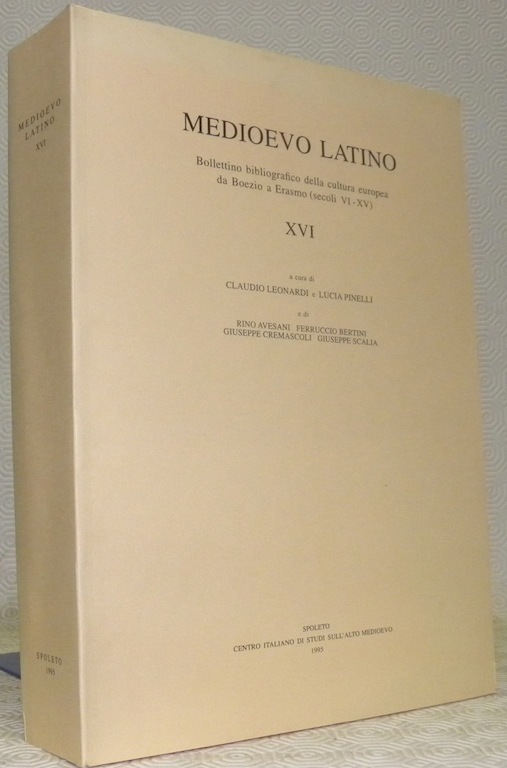 MEDIOEVO
LATINO
XVI
SPOLETO
1995
MEDIOEVO LATINO
Bollettino bibliografico della cultura europea
da Boezio a Erasmo (secoli VI-XV)
XVI
a cura di
CLAUDIO LEONARDI e LUCIA PINELLI
e di
RINO AVESANI FERRUCCIO BERTINI
GIUSEPPE CREMASCOLI GIUSEPPE SCALIA
SPOLETO
CENTRO ITALIANO DI STUDI SULL'ALTO MEDIOEVO
1995